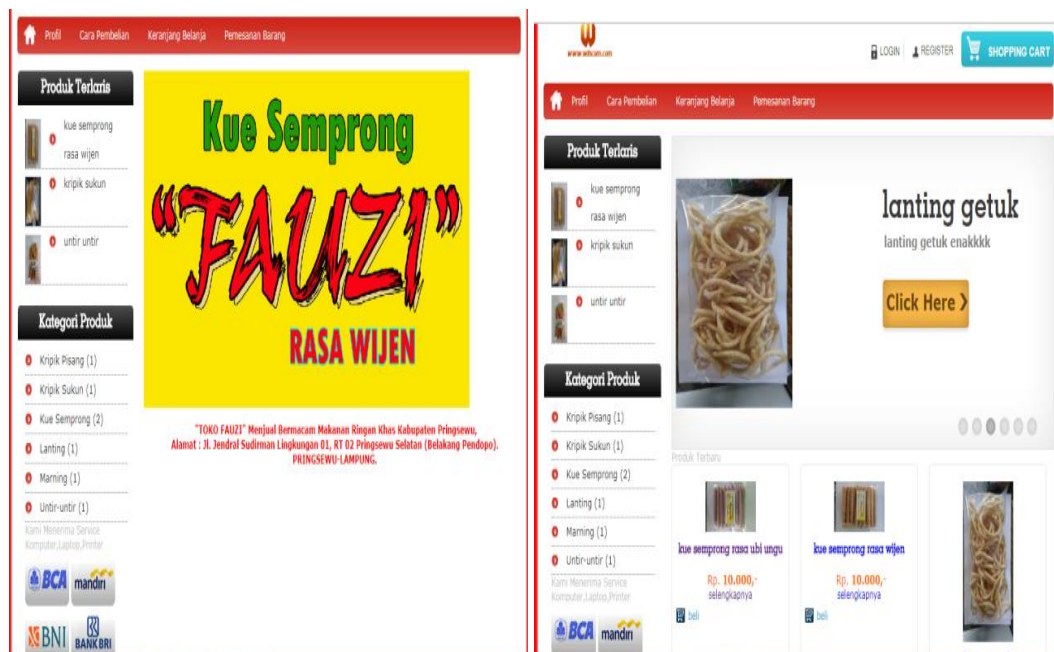 Profil Cara Pembelian Keranjang Belanja Pemesanan Barang
Produk Terlaris
kue semprong
rasa wijen
kripik sukun
untir untir
Kategori Produk
Kripik Pisang (1)
Kripik Sukun (1)
Kue Semprong (2)
Lanting (1)
Marning (1)
Untir-untir (1)
Kami Menerima Service
Komputer,Laptop,Printer
BCA mandiri
BNI BANK BRI
Kue Semprong
"FAUZI"
RASA WIJEN
"TOKO FAUZI" Menjual Bermacam Makanan Ringan Khas Kabupaten Pringsewu,
Alamat : Jl. Jendral Sudirman Lingkungan 01, RT 02 Pringsewu Selatan (Belakang Pendopo).
PRINGSEWU-LAMPUNG.
LOGIN REGISTER SHOPPING CART
Profil Cara Pembelian Keranjang Belanja Pemesanan Barang
Produk Terlaris
kue semprong
rasa wijen
kripik sukun
untir untir
Kategori Produk
Kripik Pisang (1)
Kripik Sukun (1)
Kue Semprong (2)
Lanting (1)
Marning (1)
Untir-untir (1)
Kami Menerima Service
Komputer,Laptop,Printer
BCA mandiri
lanting getuk
lanting getuk enakkkk
Click Here
Produk Terbaru
kue semprong rasa ubi ungu
Rp. 10.000,-
selengkapnya
beli
kue semprong rasa wijen
Rp. 10.000,-
selengkapnya
beli